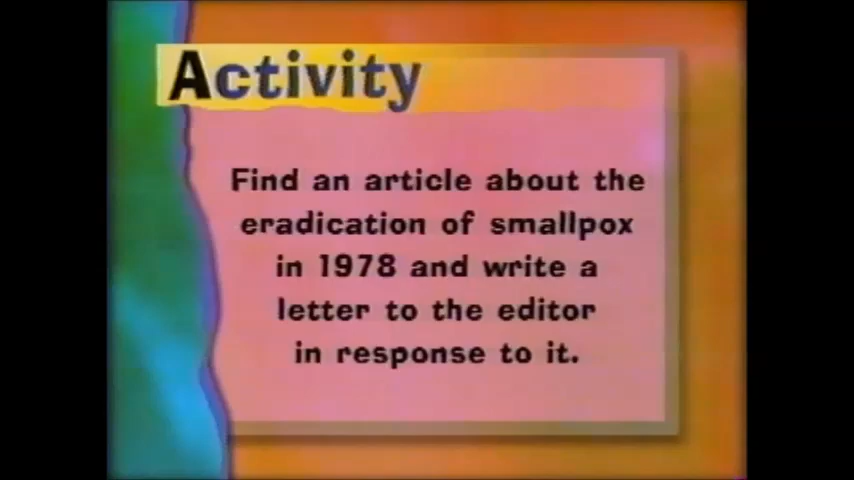 Activity
Find an article about the
eradication of smallpox
in 1978 and write a
letter to the editor
in response to it.